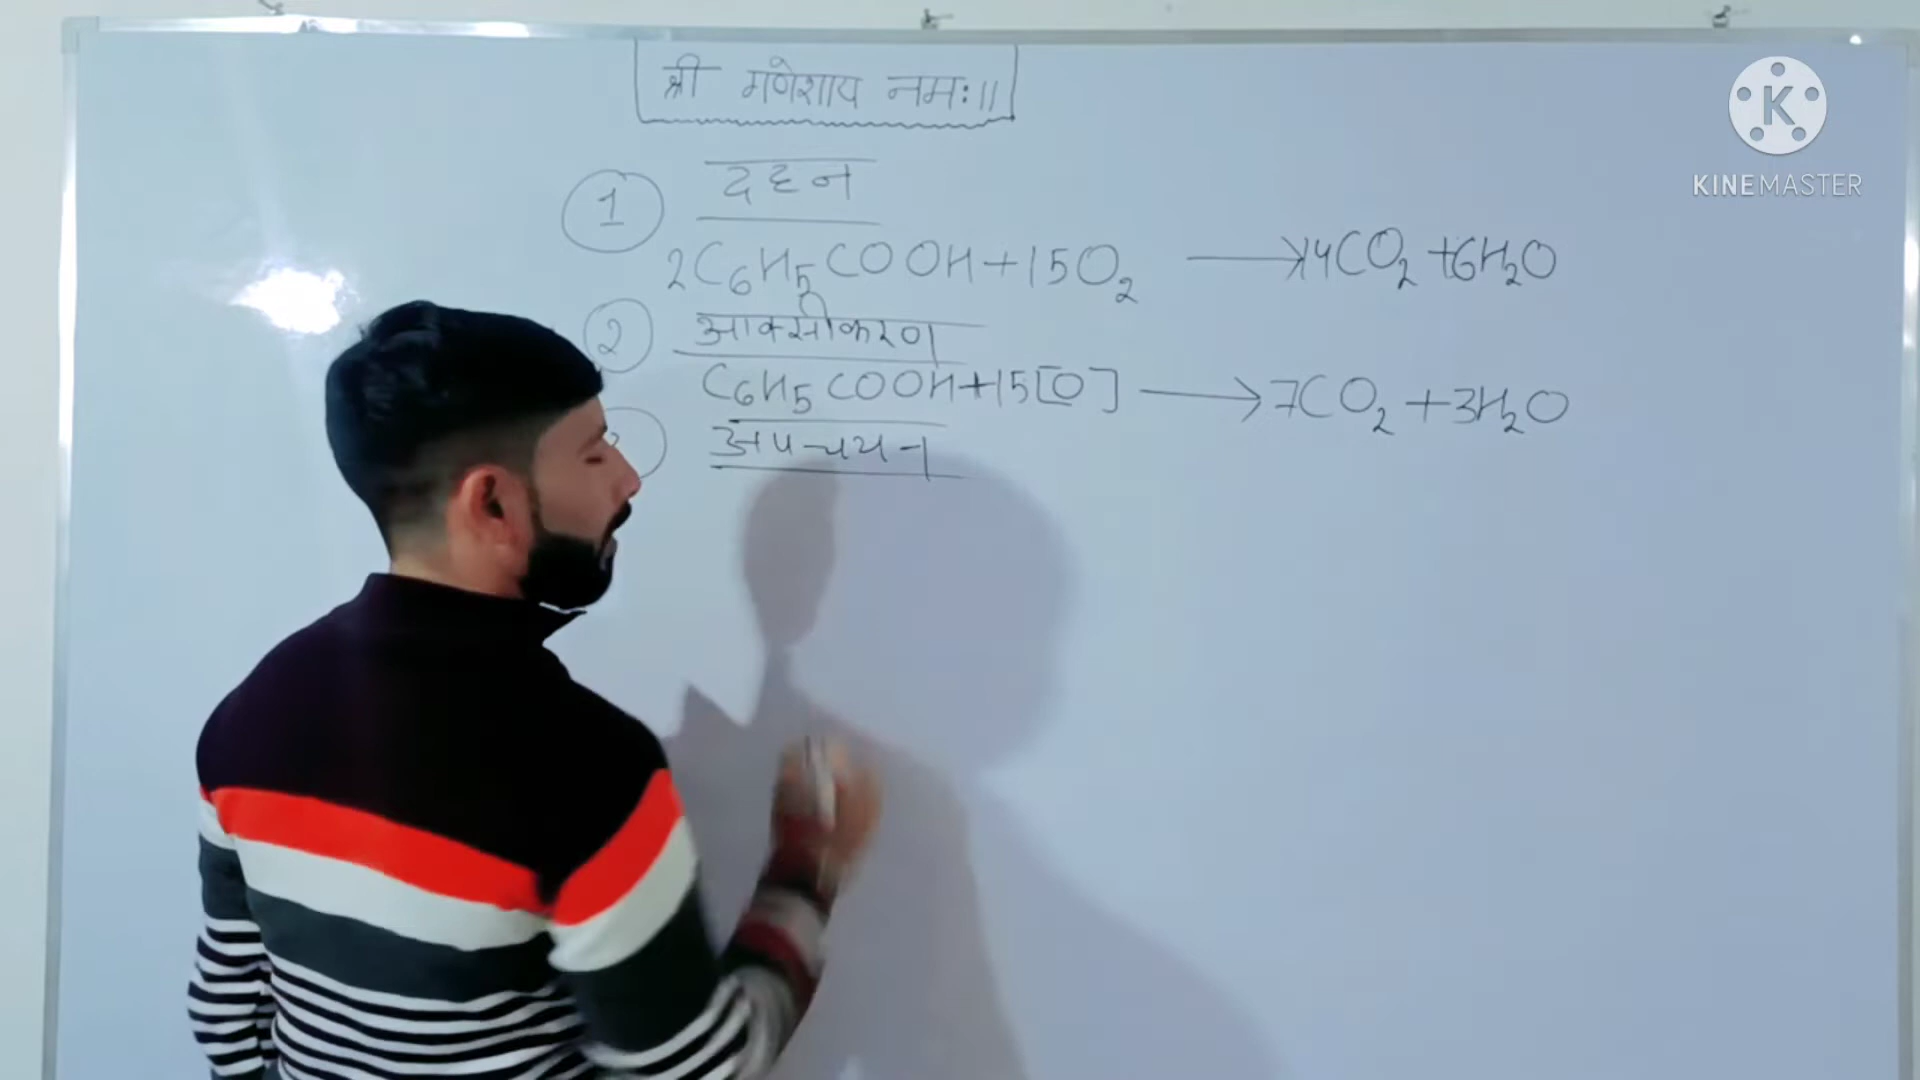 श्री गणेशाय नमः॥
1 दहन
2C₆H₅COOH+15O₂ → 14CO₂ +6H₂O
2 आक्सीकरण
C₆H₅COOH+15[O] → 7CO₂ +3H₂O
अपचयन
K
KINEMASTER